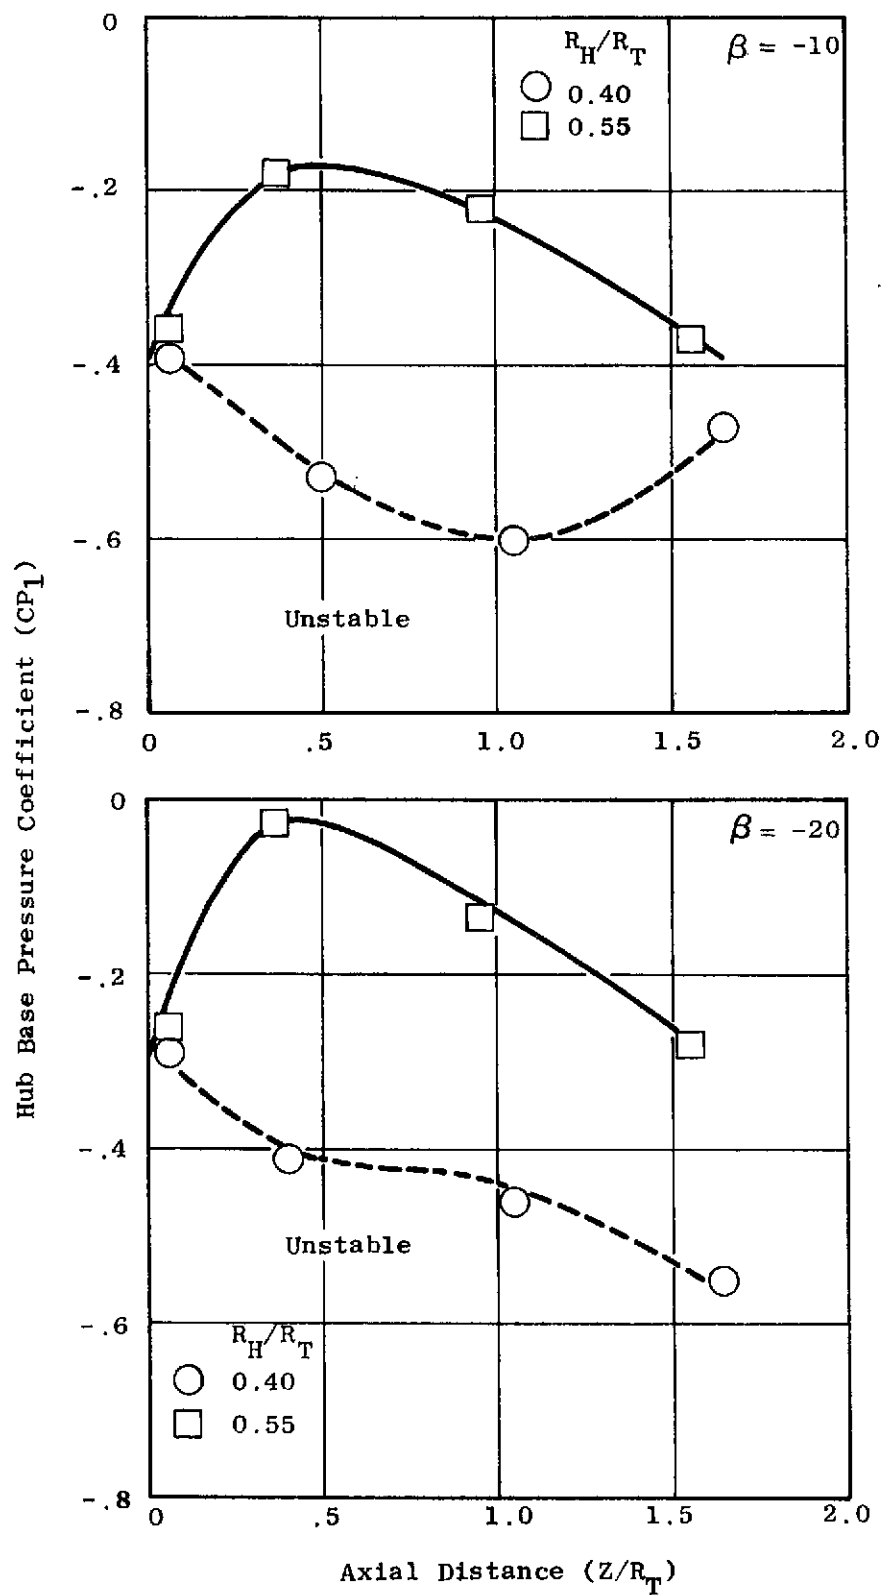 Hub Base Pressure Coefficient (CP1)
0
R_H/R_T
β = -10
0.40
0.55
-.2
-.4
-.6
Unstable
-.8
0 .5 1.0 1.5 2.0
0
β = -20
-.2
-.4
Unstable
-.6
R_H/R_T
0.40
0.55
-.8
0 .5 1.0 1.5 2.0
Axial Distance (Z/R_T)